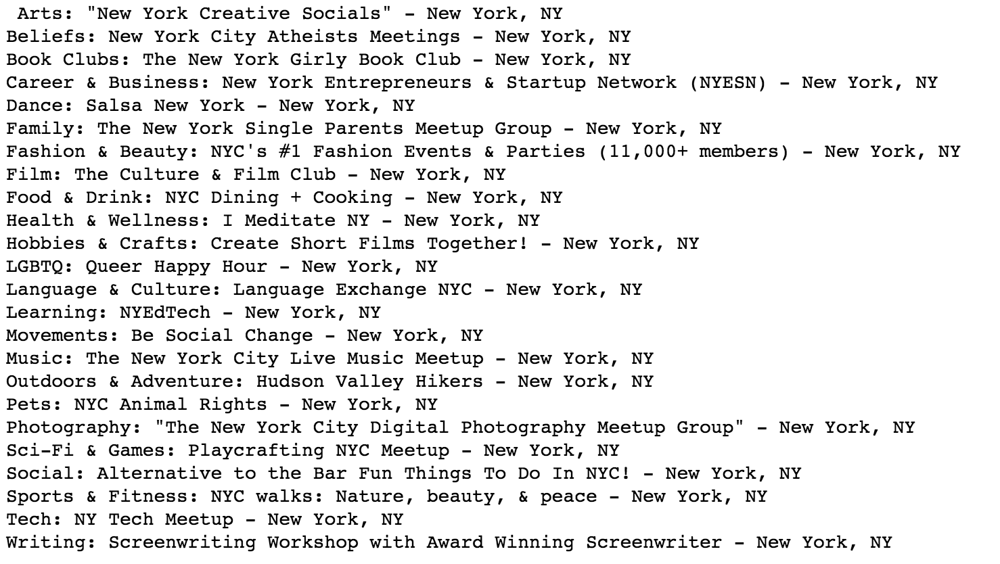 Arts: "New York Creative Socials" - New York, NY
Beliefs: New York City Atheists Meetings - New York, NY
Book Clubs: The New York Girly Book Club - New York, NY
Career & Business: New York Entrepreneurs & Startup Network (NYESN) - New York, NY
Dance: Salsa New York - New York, NY
Family: The New York Single Parents Meetup Group - New York, NY
Fashion & Beauty: NYC's #1 Fashion Events & Parties (11,000+ members) - New York, NY
Film: The Culture & Film Club - New York, NY
Food & Drink: NYC Dining + Cooking - New York, NY
Health & Wellness: I Meditate NY - New York, NY
Hobbies & Crafts: Create Short Films Together! - New York, NY
LGBTQ: Queer Happy Hour - New York, NY
Language & Culture: Language Exchange NYC - New York, NY
Learning: NYEdTech - New York, NY
Movements: Be Social Change - New York, NY
Music: The New York City Live Music Meetup - New York, NY
Outdoors & Adventure: Hudson Valley Hikers - New York, NY
Pets: NYC Animal Rights - New York, NY
Photography: "The New York City Digital Photography Meetup Group" - New York, NY
Sci-Fi & Games: Playcrafting NYC Meetup - New York, NY
Social: Alternative to the Bar Fun Things To Do In NYC! - New York, NY
Sports & Fitness: NYC walks: Nature, beauty, & peace - New York, NY
Tech: NY Tech Meetup - New York, NY
Writing: Screenwriting Workshop with Award Winning Screenwriter - New York, NY